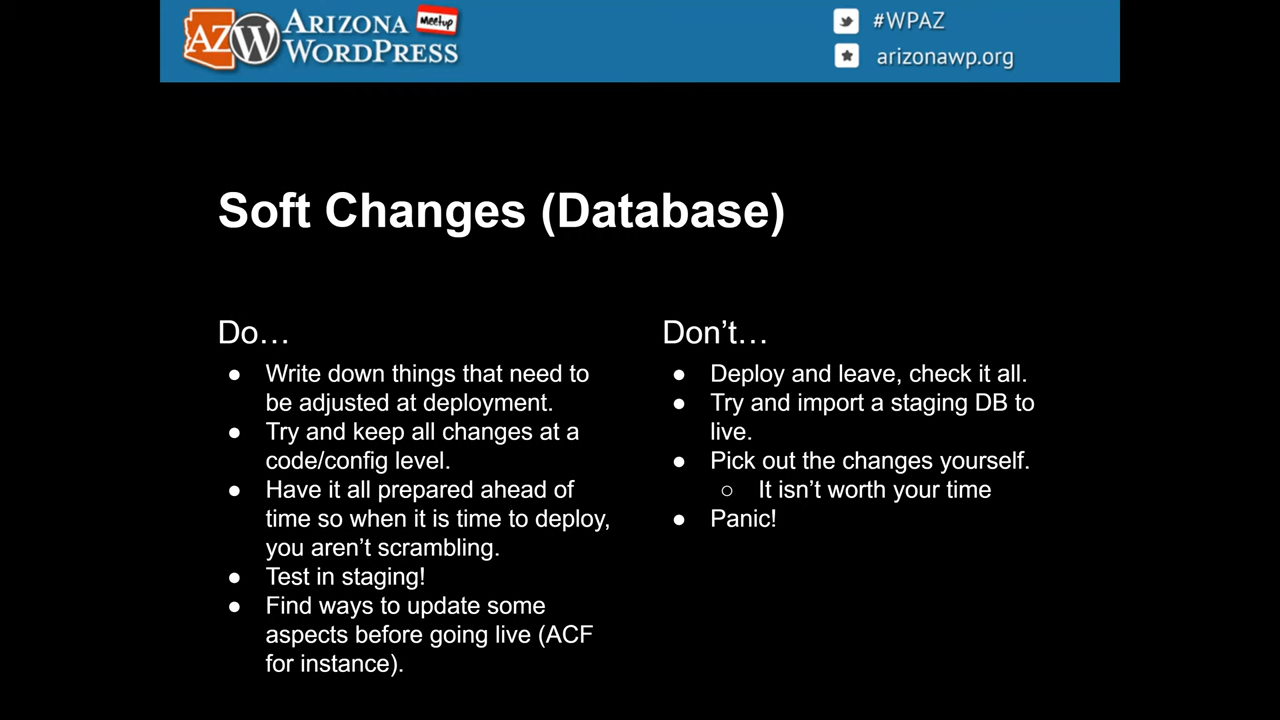 AZ
W
ARIZONA
Meetup
WORDPRESS
#WPAZ
arizonawp.org
Soft Changes (Database)
Do…
● Write down things that need to
be adjusted at deployment.
● Try and keep all changes at a
code/config level.
● Have it all prepared ahead of
time so when it is time to deploy,
you aren’t scrambling.
● Test in staging!
● Find ways to update some
aspects before going live (ACF
for instance).
Don’t…
● Deploy and leave, check it all.
● Try and import a staging DB to
live.
● Pick out the changes yourself.
○ It isn’t worth your time
● Panic!